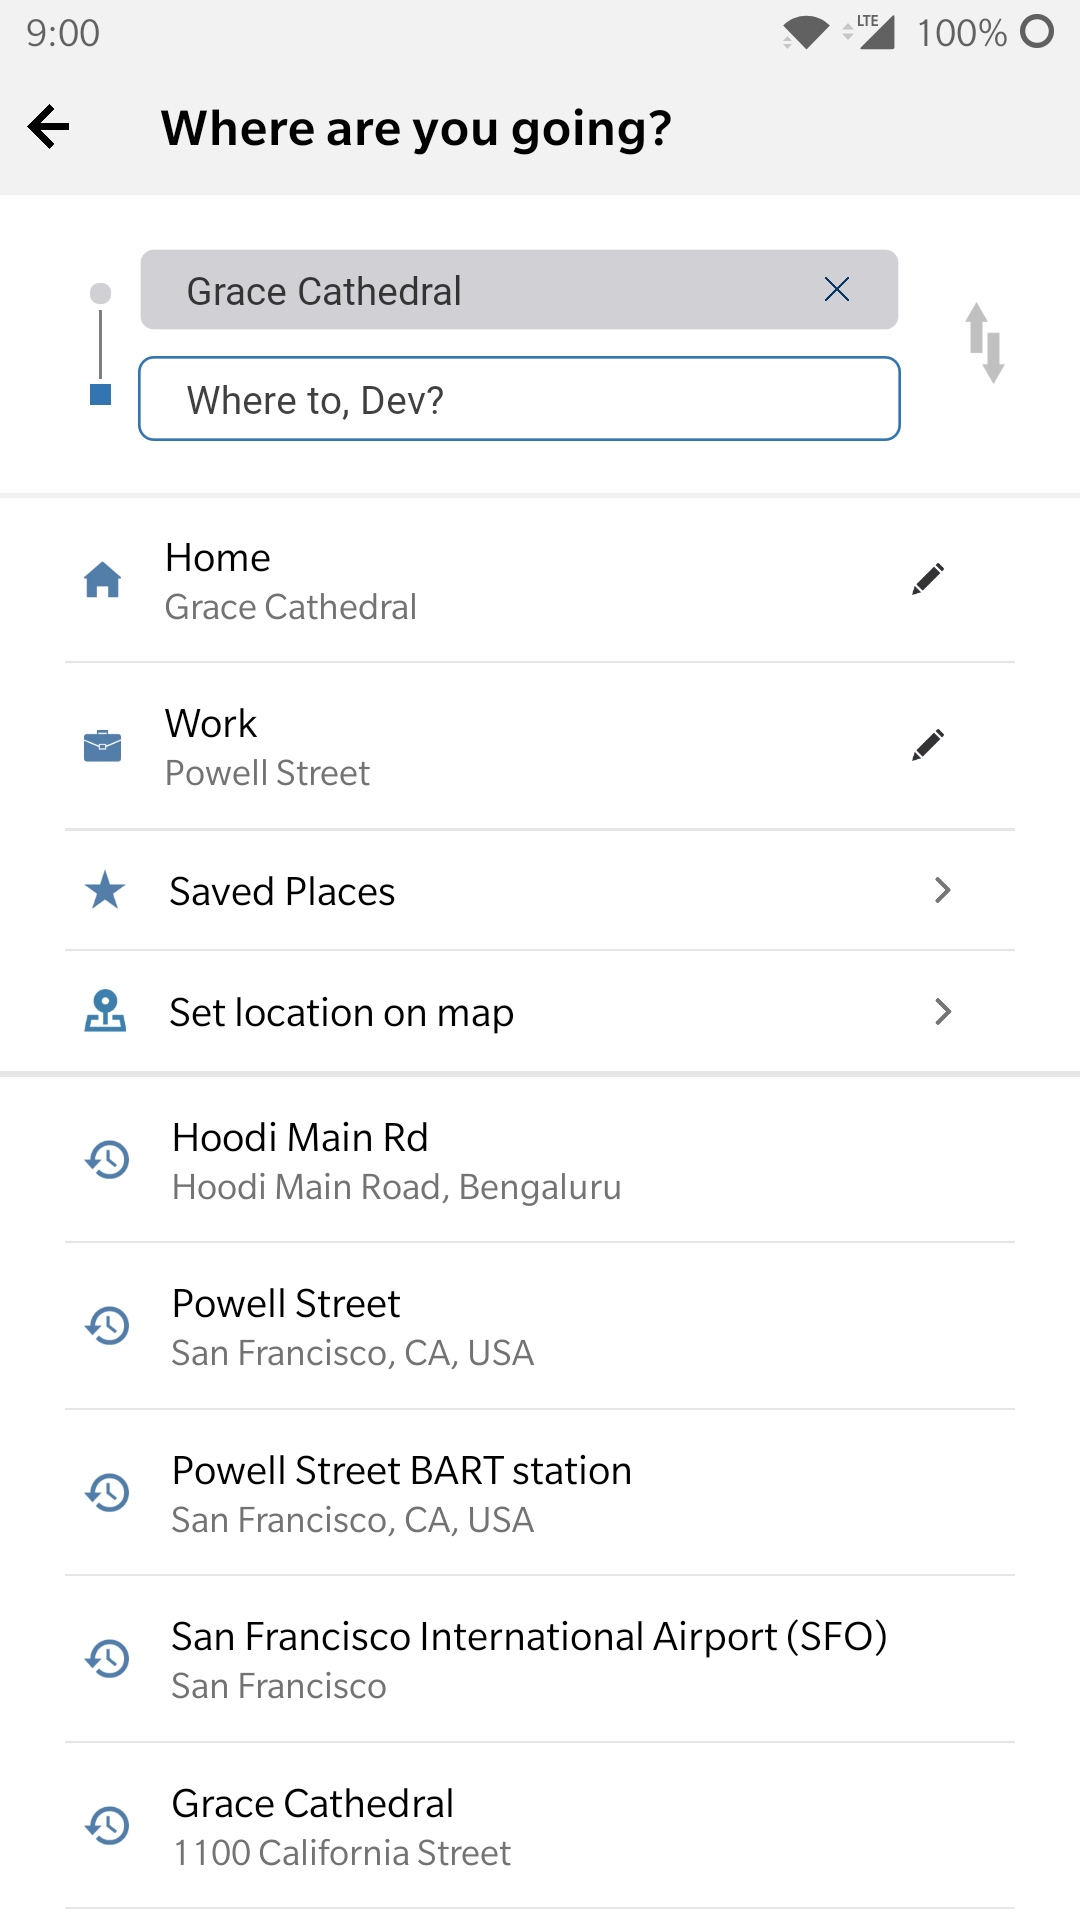 9:00
LTE
100%
Where are you going?
Grace Cathedral
Where to, Dev?
Home
Grace Cathedral
Work
Powell Street
Saved Places
Set location on map
Hoodi Main Rd
Hoodi Main Road, Bengaluru
Powell Street
San Francisco, CA, USA
Powell Street BART station
San Francisco, CA, USA
San Francisco International Airport (SFO)
San Francisco
Grace Cathedral
1100 California Street